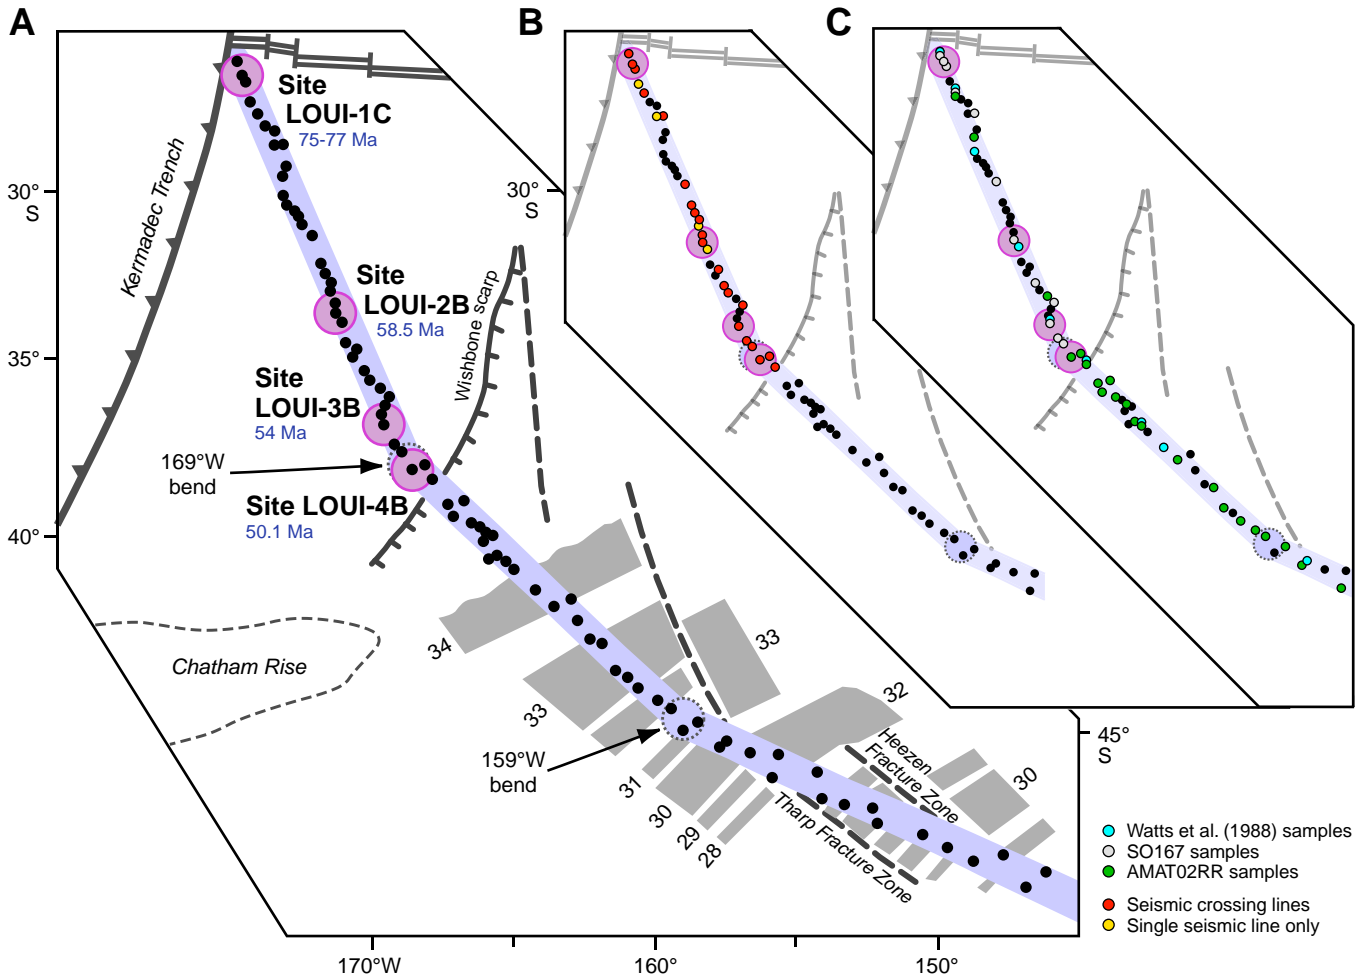 A
B
C
Site
LOUI-1C
75-77 Ma
Kermadec Trench
30°
S
30°
S
Site
LOUI-2B
58.5 Ma
Wishbone scarp
35°
Site
LOUI-3B
54 Ma
169°W
bend
Site LOUI-4B
50.1 Ma
40°
34
33
33
32
Chatham Rise
159°W
bend
31
30
29
28
Heezen
Fracture Zone
Tharp Fracture Zone
30
45°
S
Watts et al. (1988) samples
SO167 samples
AMAT02RR samples
Seismic crossing lines
Single seismic line only
170°W
160°
150°